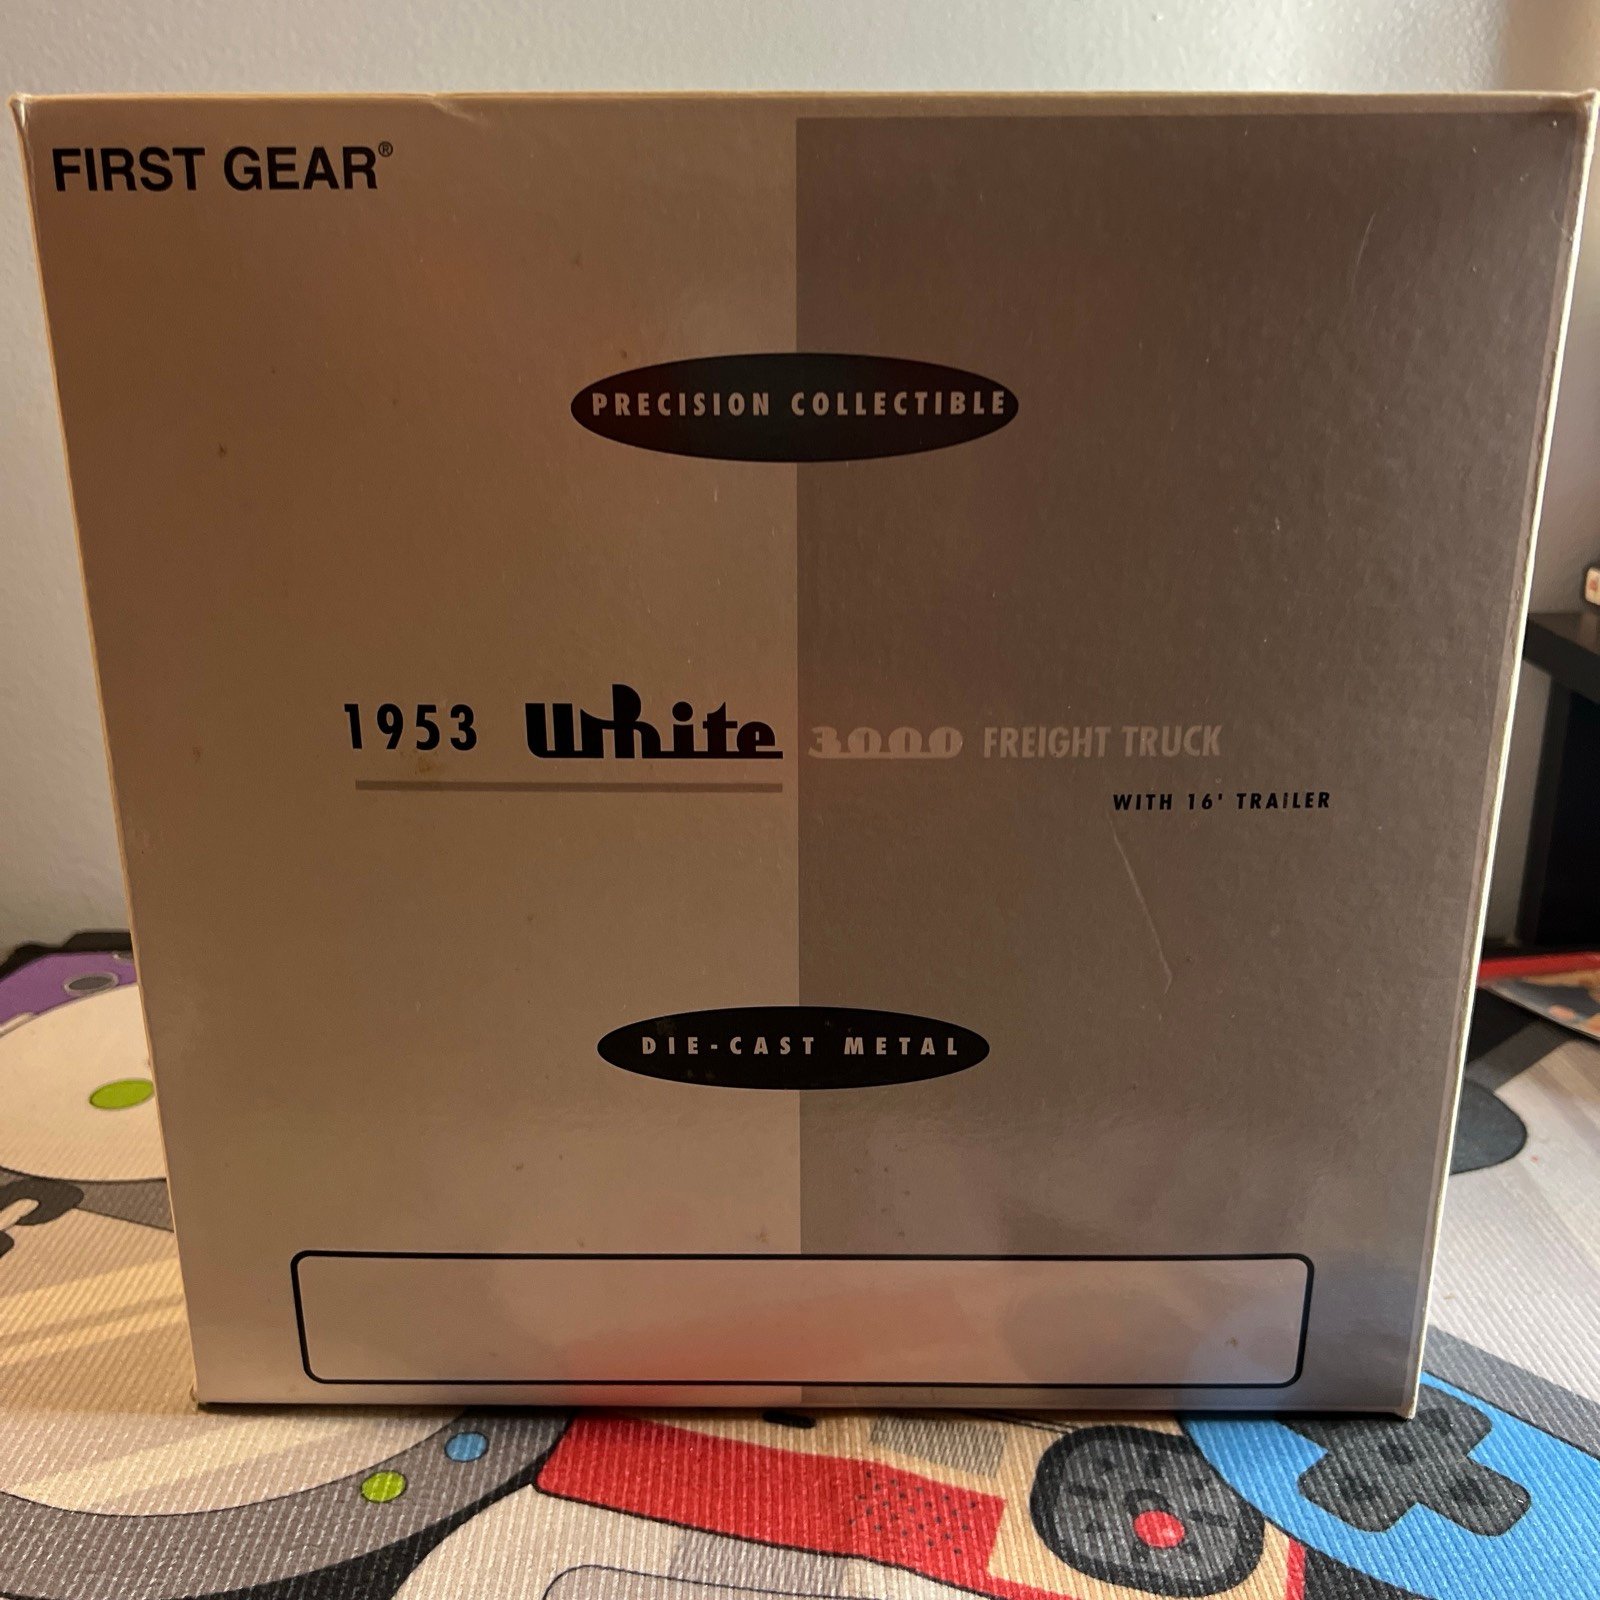 FIRST GEAR®
PRECISION COLLECTIBLE
1953 White 3000 FREIGHT TRUCK
WITH 16' TRAILER
DIE-CAST METAL